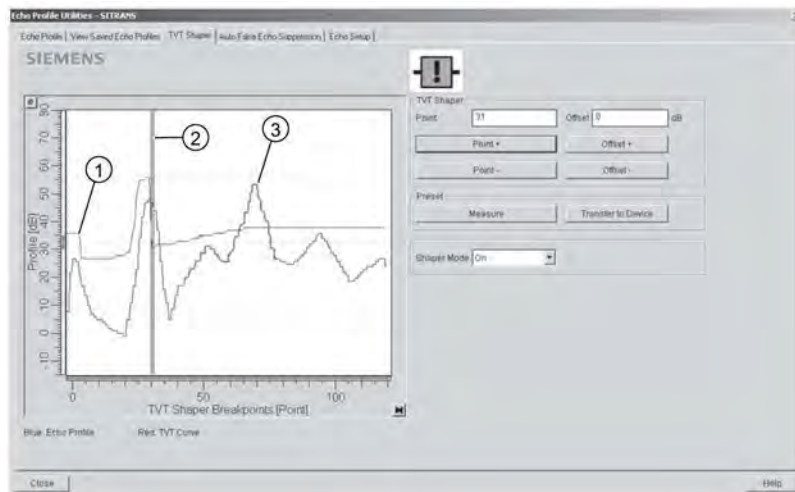 Echo Profile Utilities - SITRANS
Echo Profile | View Saved Echo Profiles | TVT Shaper | Auto False Echo Suppression | Echo Setup
SIEMENS
TVT Shaper
Point 31 Offset 0 dB
Point + Offset +
Point - Offset -
Preset
Measure Transfer to Device
Shaper Mode On
1 2 3
Profile [dB]
90
80
70
60
50
40
30
20
10
0
-10
0 50 100
TVT Shaper Breakpoints [Point]
Blue: Echo Profile Red: TVT Curve
Close Help